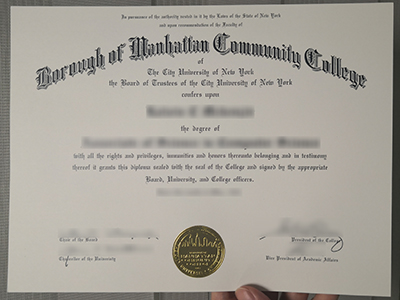 In pursuance of the authority vested in it by the Laws of the State of New York
and upon recommendation of the Faculty of
Borough of Manhattan Community College
of
The City University of New York
the Board of Trustees of the City University of New York
confers upon
the degree of
with all the rights and privileges, immunities and honors thereunto belonging and in testimony
thereof it grants this diploma sealed with the seal of the College and signed by the appropriate
Board, University, and College officers.
Chair of the Board
President of the College
Chancellor of the University
Vice President of Academic Affairs